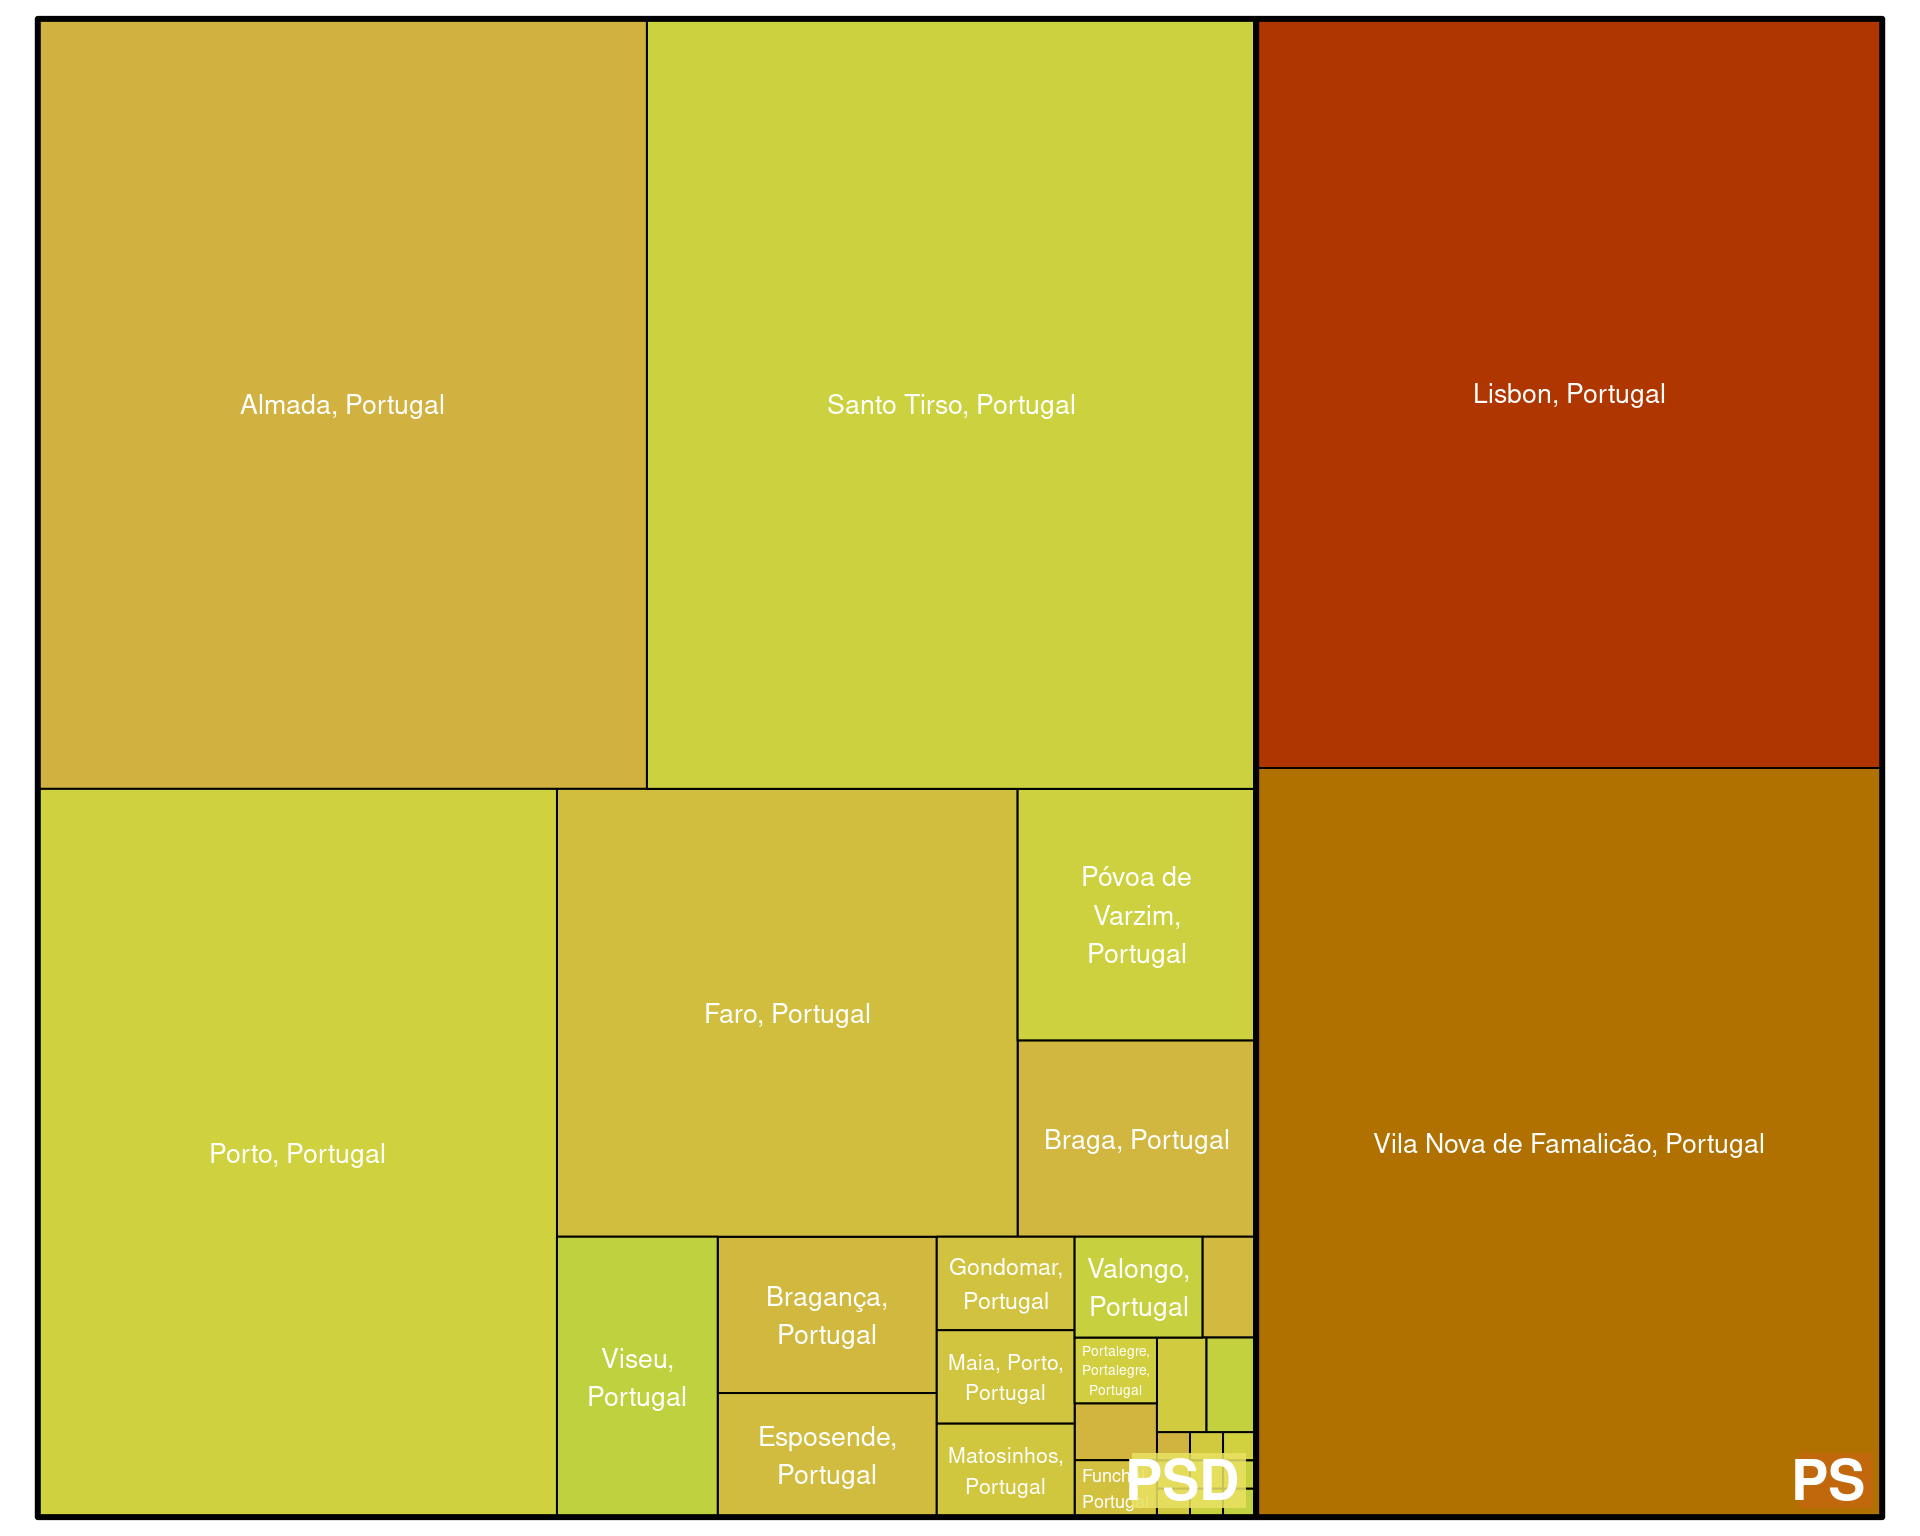 Almada, Portugal
Santo Tirso, Portugal
Lisbon, Portugal
Porto, Portugal
Faro, Portugal
Póvoa de
Varzim,
Portugal
Braga, Portugal
Vila Nova de Famalicão, Portugal
Viseu,
Portugal
Bragança,
Portugal
Esposende,
Portugal
Gondomar,
Portugal
Maia, Porto,
Portugal
Matosinhos,
Portugal
Valongo,
Portugal
Portalegre,
Portalegre,
Portugal
Portugal
PSD
PS